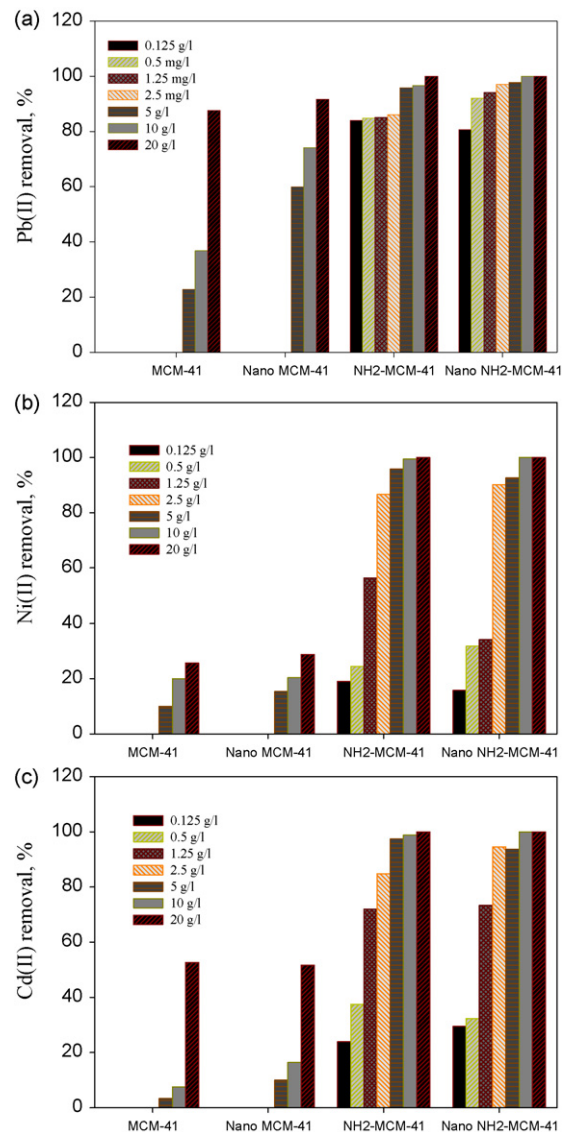 (a)
120
100
80
60
40
20
0
Pb(II) removal, %
0.125 g/l
0.5 mg/l
1.25 mg/l
2.5 mg/l
5 g/l
10 g/l
20 g/l
MCM-41 Nano MCM-41 NH2-MCM-41 Nano NH2-MCM-41
(b)
120
100
80
60
40
20
0
Ni(II) removal, %
0.125 g/l
0.5 g/l
1.25 g/l
2.5 g/l
5 g/l
10 g/l
20 g/l
MCM-41 Nano MCM-41 NH2-MCM-41 Nano NH2-MCM-41
(c)
120
100
80
60
40
20
0
Cd(II) removal, %
0.125 g/l
0.5 g/l
1.25 g/l
2.5 g/l
5 g/l
10 g/l
20 g/l
MCM-41 Nano MCM-41 NH2-MCM-41 Nano NH2-MCM-41